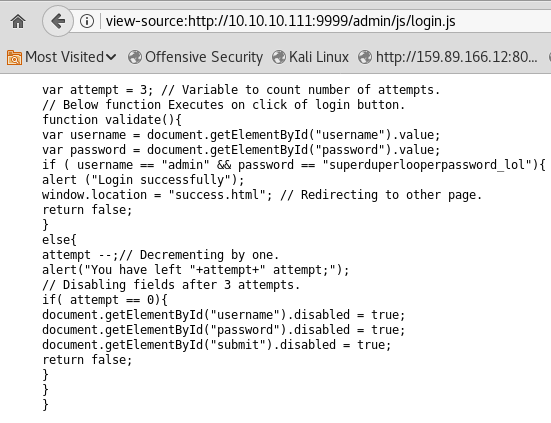 view-source:http://10.10.10.111:9999/admin/js/login.js
Most Visited Offensive Security Kali Linux http://159.89.166.12:80...
var attempt = 3; // Variable to count number of attempts.
// Below function Executes on click of login button.
function validate(){
var username = document.getElementById("username").value;
var password = document.getElementById("password").value;
if ( username == "admin" && password == "superduperlooperpassword_lol"){
alert ("Login successfully");
window.location = "success.html"; // Redirecting to other page.
return false;
}
else{
attempt --;// Decrementing by one.
alert("You have left "+attempt+" attempt;");
// Disabling fields after 3 attempts.
if( attempt == 0){
document.getElementById("username").disabled = true;
document.getElementById("password").disabled = true;
document.getElementById("submit").disabled = true;
return false;
}
}
}